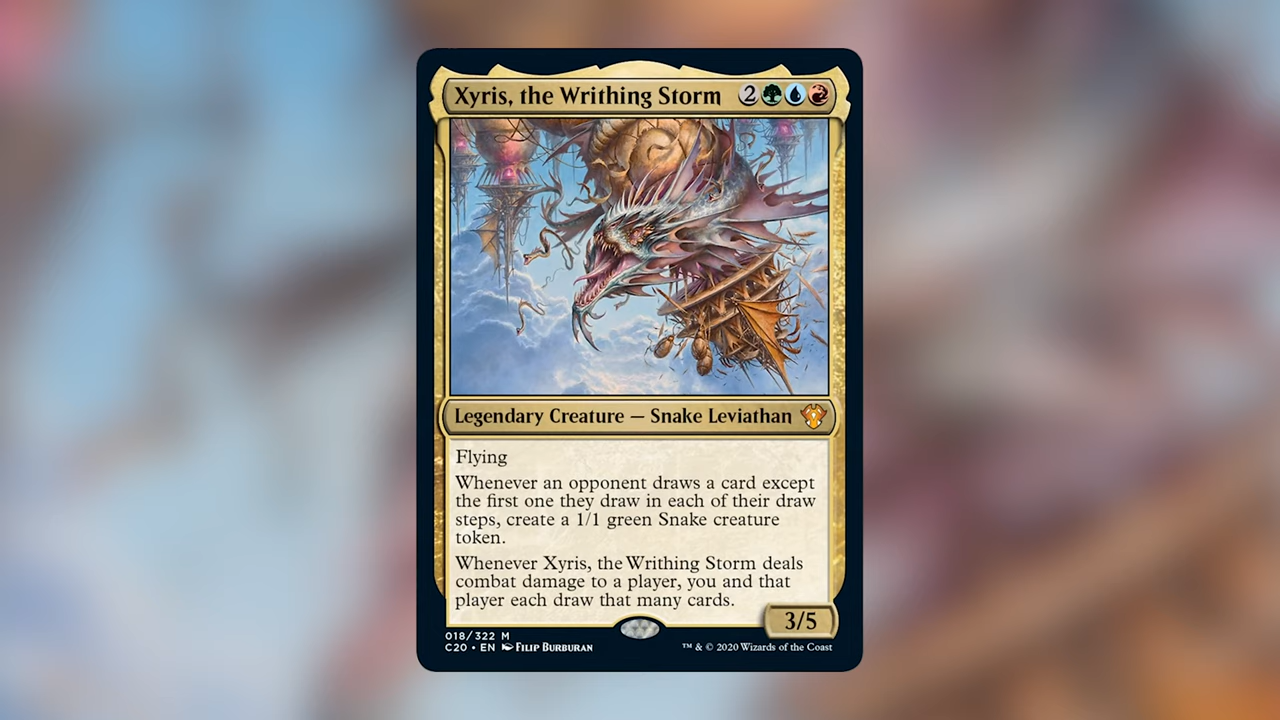 Xyris, the Writhing Storm 2
Legendary Creature — Snake Leviathan
Flying
Whenever an opponent draws a card except
the first one they draw in each of their draw
steps, create a 1/1 green Snake creature
token.
Whenever Xyris, the Writhing Storm deals
combat damage to a player, you and that
player each draw that many cards.
3/5
018/322 M
C20 • EN Filip Burburan
™ & © 2020 Wizards of the Coast